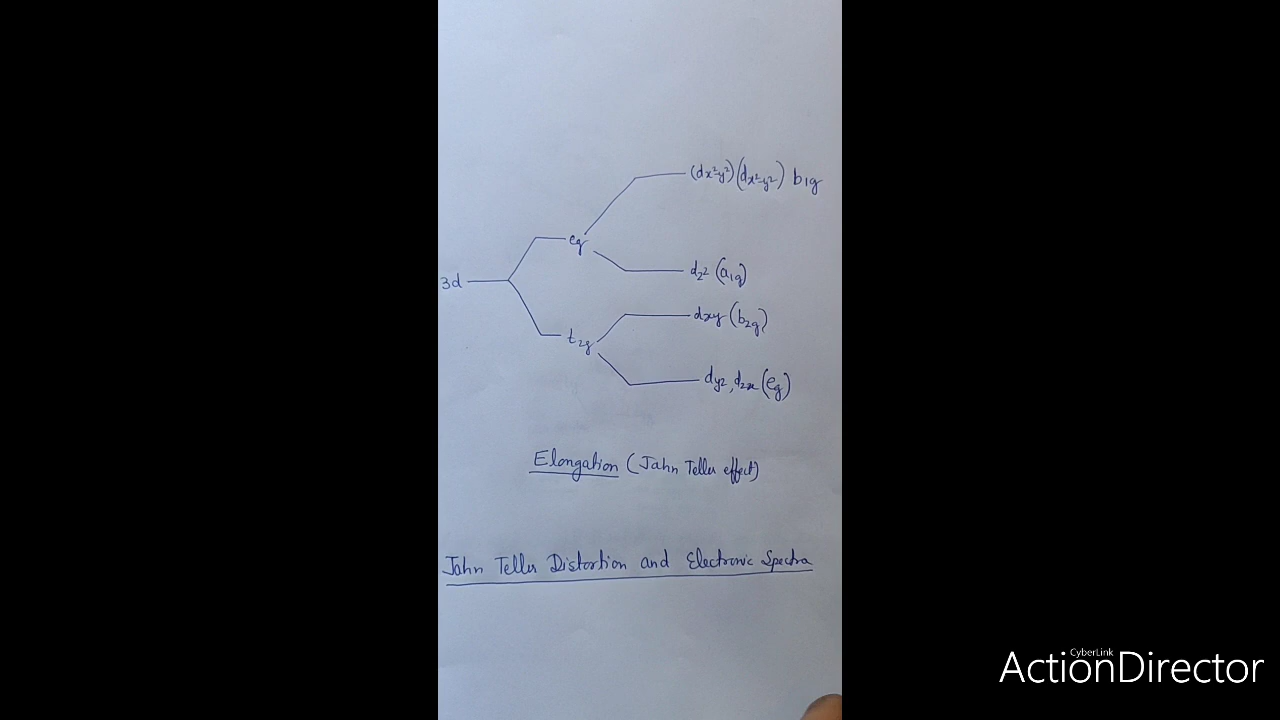 (dx²-y²) (dx²-y²) b1g
eg
dz² (a1g)
3d
dxy (b2g)
t2g
dyz, dzx (eg)
Elongation (Jahn Teller effect)
Jahn Teller Distortion and Electronic Spectra
CyberLink
ActionDirector